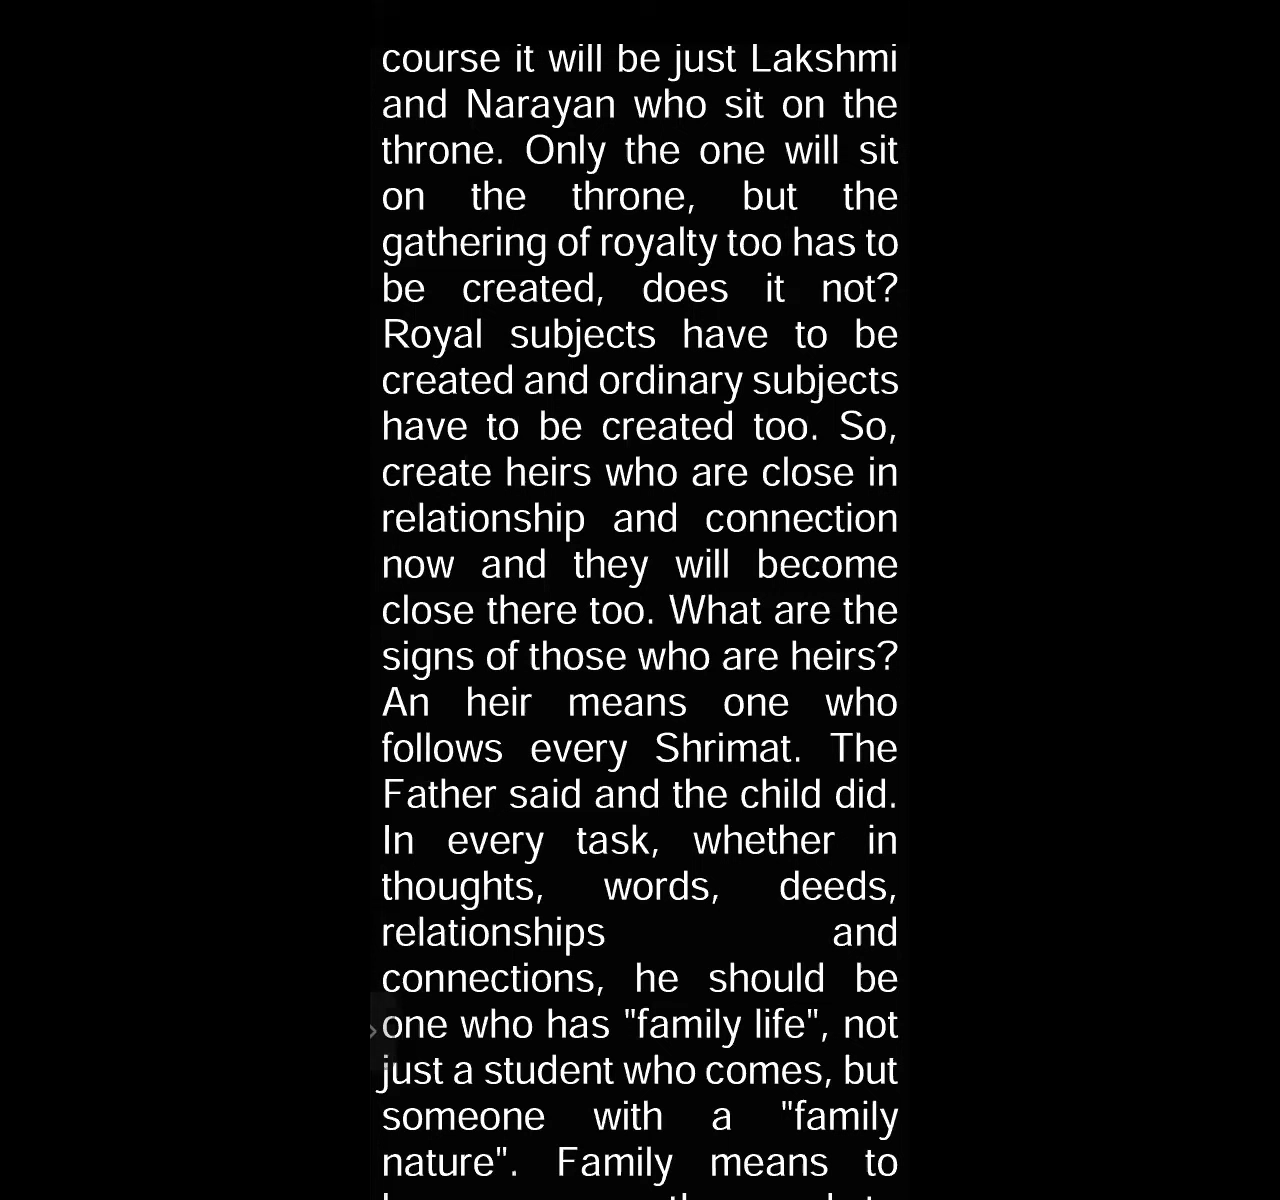 course it will be just Lakshmi
and Narayan who sit on the
throne. Only the one will sit
on the throne, but the
gathering of royalty too has to
be created, does it not?
Royal subjects have to be
created and ordinary subjects
have to be created too. So,
create heirs who are close in
relationship and connection
now and they will become
close there too. What are the
signs of those who are heirs?
An heir means one who
follows every Shrimat. The
Father said and the child did.
In every task, whether in
thoughts, words, deeds,
relationships and
connections, he should be
one who has "family life", not
just a student who comes, but
someone with a "family
nature". Family means to